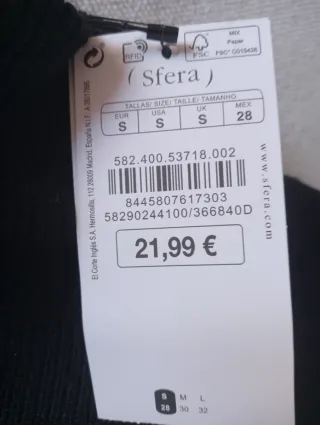 RFID
FSC
MIX
Paper
FSC® C015436
( Sfera )
TALLAS/ SIZE/ TAILLE/ TAMANHO
EUR USA UK MEX
S S S 28
582.400.53718.002
8445807617303
58290244100/366840D
21,99 €
www.sfera.com
El Corte Inglés S.A. Hermosilla, 112 28009 Madrid. España N.I.F.: A 28017895
S M L
28 30 32